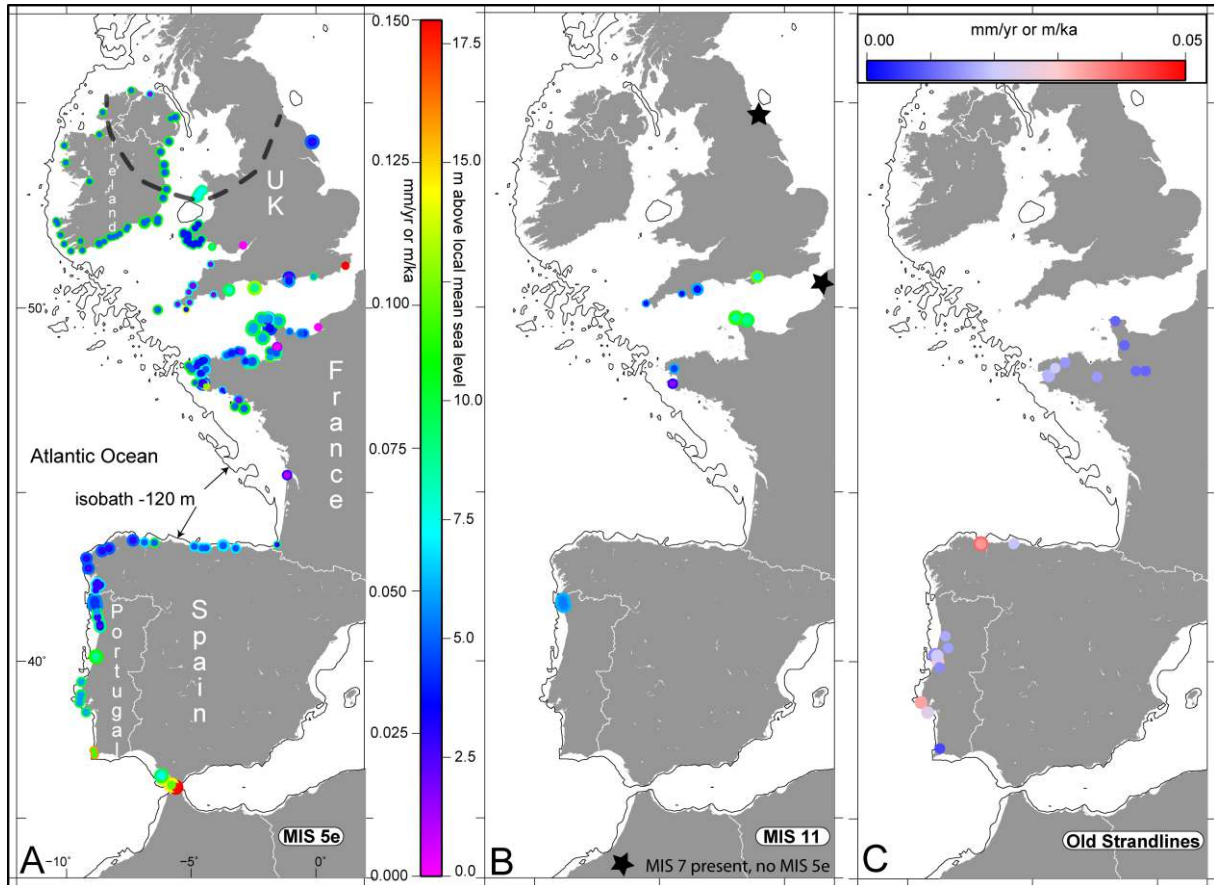 Ireland
UK
France
Atlantic Ocean
isobath -120 m
Portugal
Spain
50°
40°
−10°
−5°
0°
A
MIS 5e
0.150
0.125
0.100
0.075
0.050
0.025
0.000
mm/yr or m/ka
17.5
15.0
10.0
7.5
5.0
2.5
0.0
m above local mean sea level
B
MIS 11
MIS 7 present, no MIS 5e
mm/yr or m/ka
0.00
0.05
C
Old Strandlines